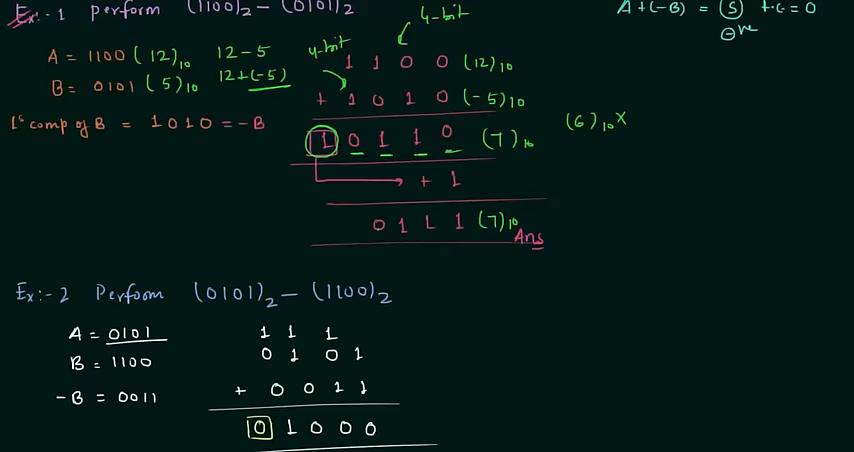 Ex:- 1 Perform (1100)2 – (0101)2
A+(-B) = (S) +c = 0
⊖ve
A = 1100 (12)10 12 – 5
B = 0101 (5)10 12 + (-5)
1's comp of B = 1010 = -B
4-bit
4-bit
1 1 0 0 (12)10
+ 1 0 1 0 (-5)10
1 0 1 1 0 (7)10 (6)10 ×
+ 1
0 1 1 1 (7)10
Ans
Ex:- 2 Perform (0101)2 – (1100)2
A = 0101
B = 1100
-B = 0011
1 1 1
0 1 0 1
+ 0 0 1 1
0 1 0 0 0